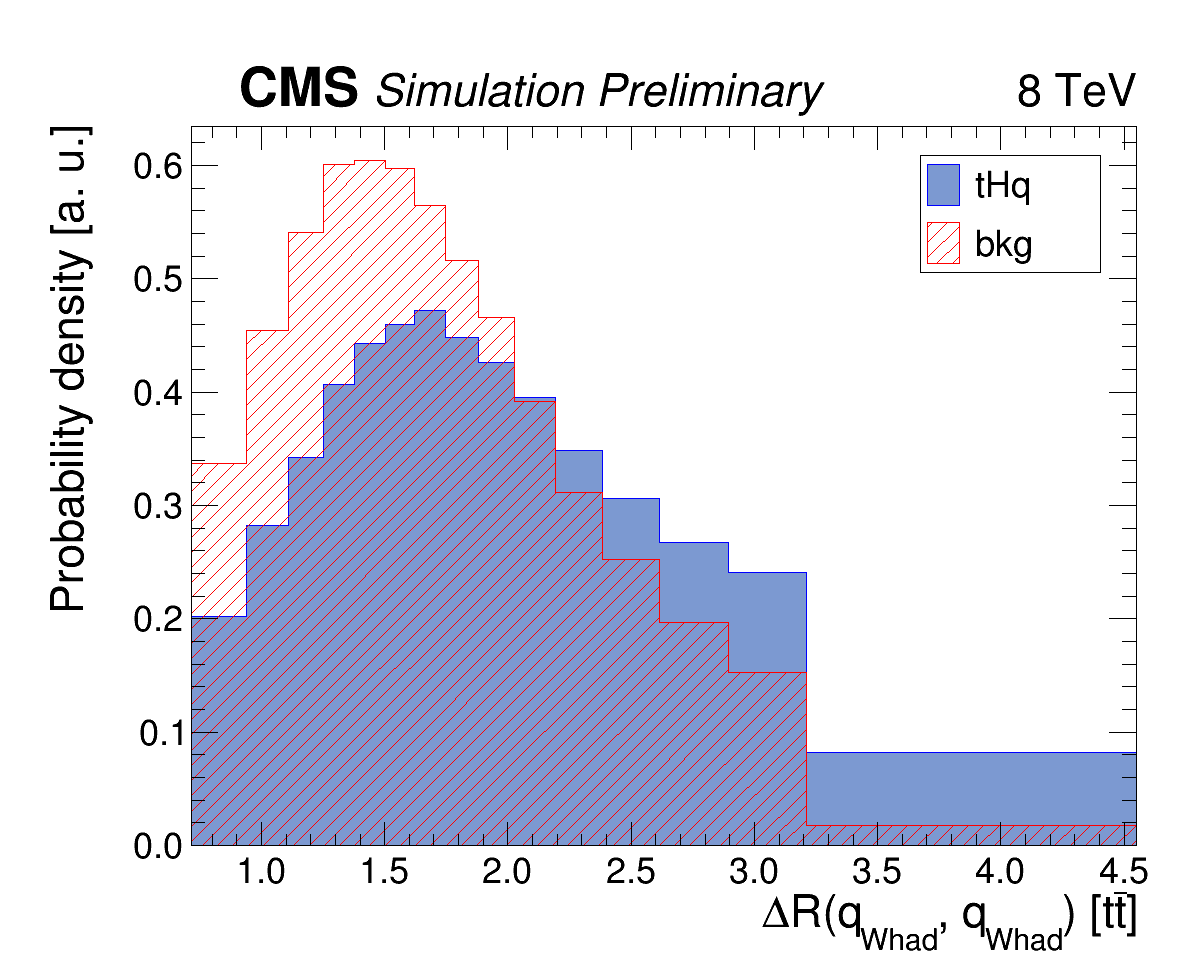 CMS Simulation Preliminary 8 TeV
Probability density [a. u.]
0.6
0.5
0.4
0.3
0.2
0.1
0.0
tHq
bkg
1.0 1.5 2.0 2.5 3.0 3.5 4.0 4.5
ΔR(q_Whad, q_Whad) [tt̄]